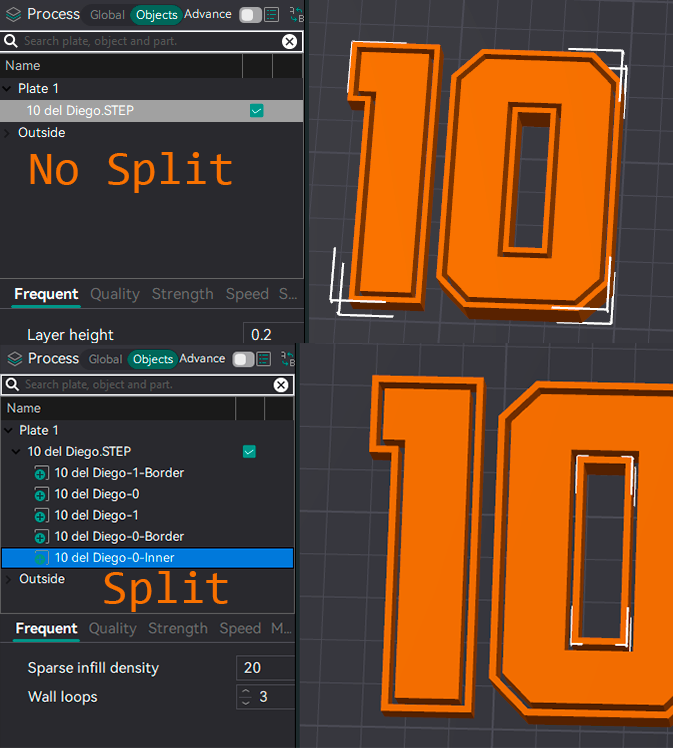 Process Global Objects Advance
Search plate, object and part.
Name
Plate 1
10 del Diego.STEP
Outside
No Split
Frequent Quality Strength Speed S...
Layer height 0.2
Process Global Objects Advance
Search plate, object and part.
Name
Plate 1
10 del Diego.STEP
10 del Diego-1-Border
10 del Diego-0
10 del Diego-1
10 del Diego-0-Border
10 del Diego-0-Inner
Outside
Split
Frequent Quality Strength Speed M...
Sparse infill density 20
Wall loops 3
10
10